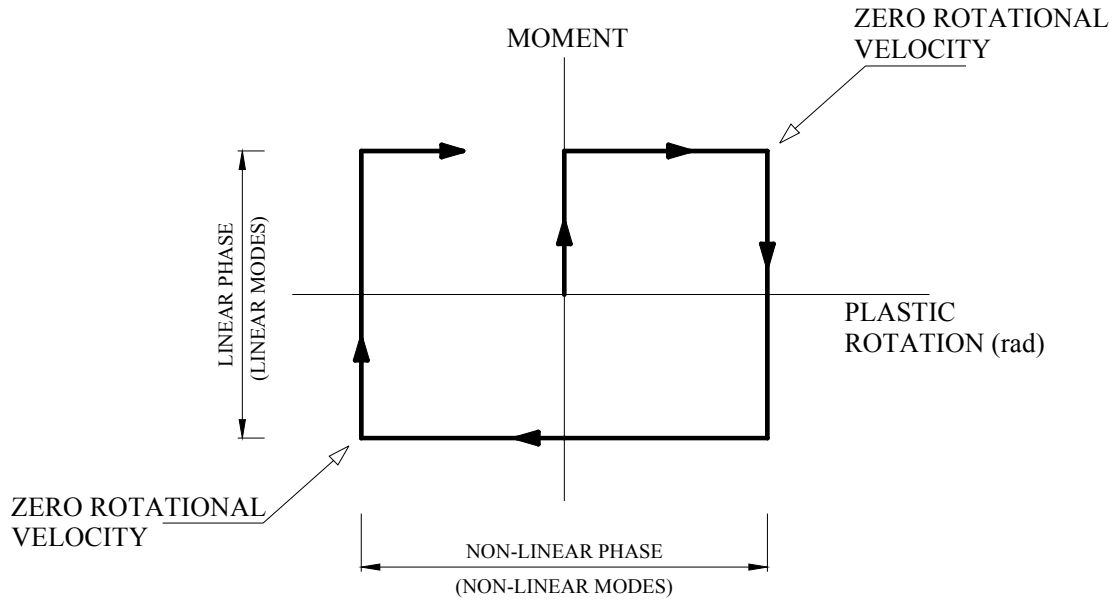 ZERO ROTATIONAL
VELOCITY
MOMENT
LINEAR PHASE
(LINEAR MODES)
PLASTIC
ROTATION (rad)
ZERO ROTATIONAL
VELOCITY
NON-LINEAR PHASE
(NON-LINEAR MODES)